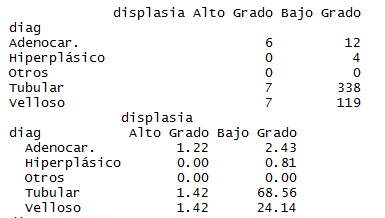 displasia Alto Grado Bajo Grado
diag
Adenocar. 6 12
Hiperplásico 0 4
Otros 0 0
Tubular 7 338
Velloso 7 119
displasia
diag Alto Grado Bajo Grado
Adenocar. 1.22 2.43
Hiperplásico 0.00 0.81
Otros 0.00 0.00
Tubular 1.42 68.56
Velloso 1.42 24.14